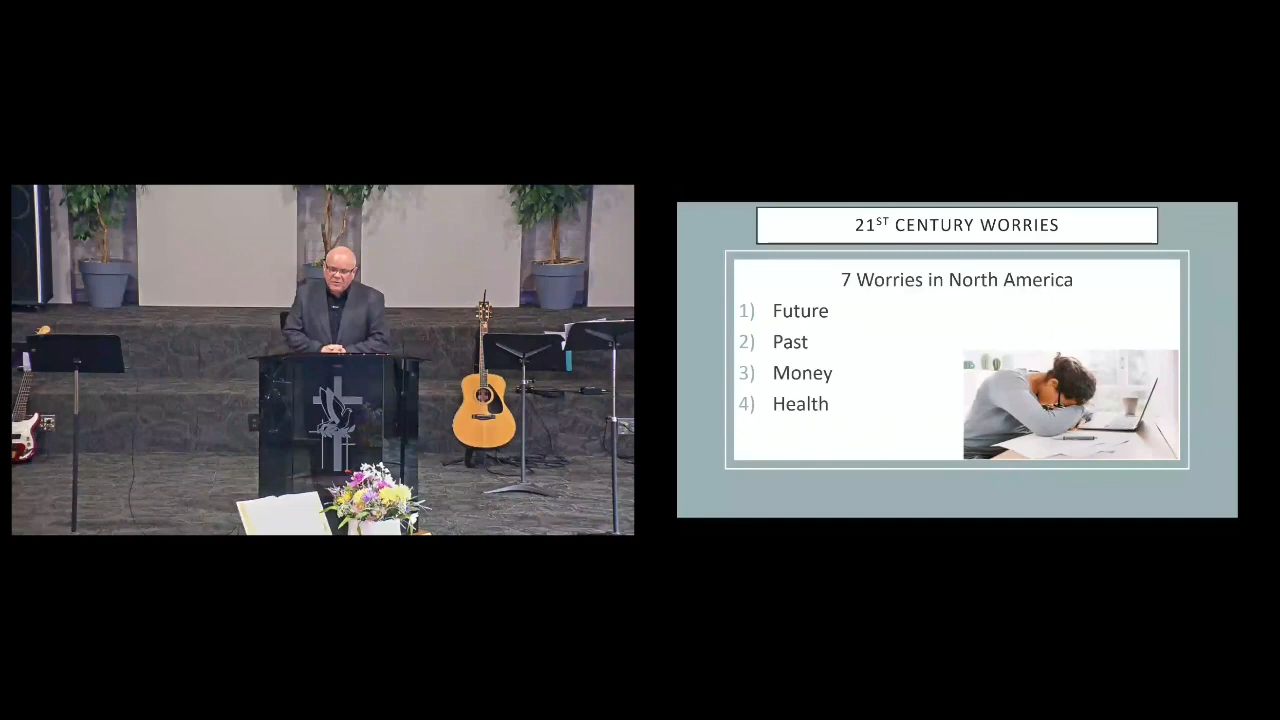 21ST CENTURY WORRIES
7 Worries in North America
1) Future
2) Past
3) Money
4) Health